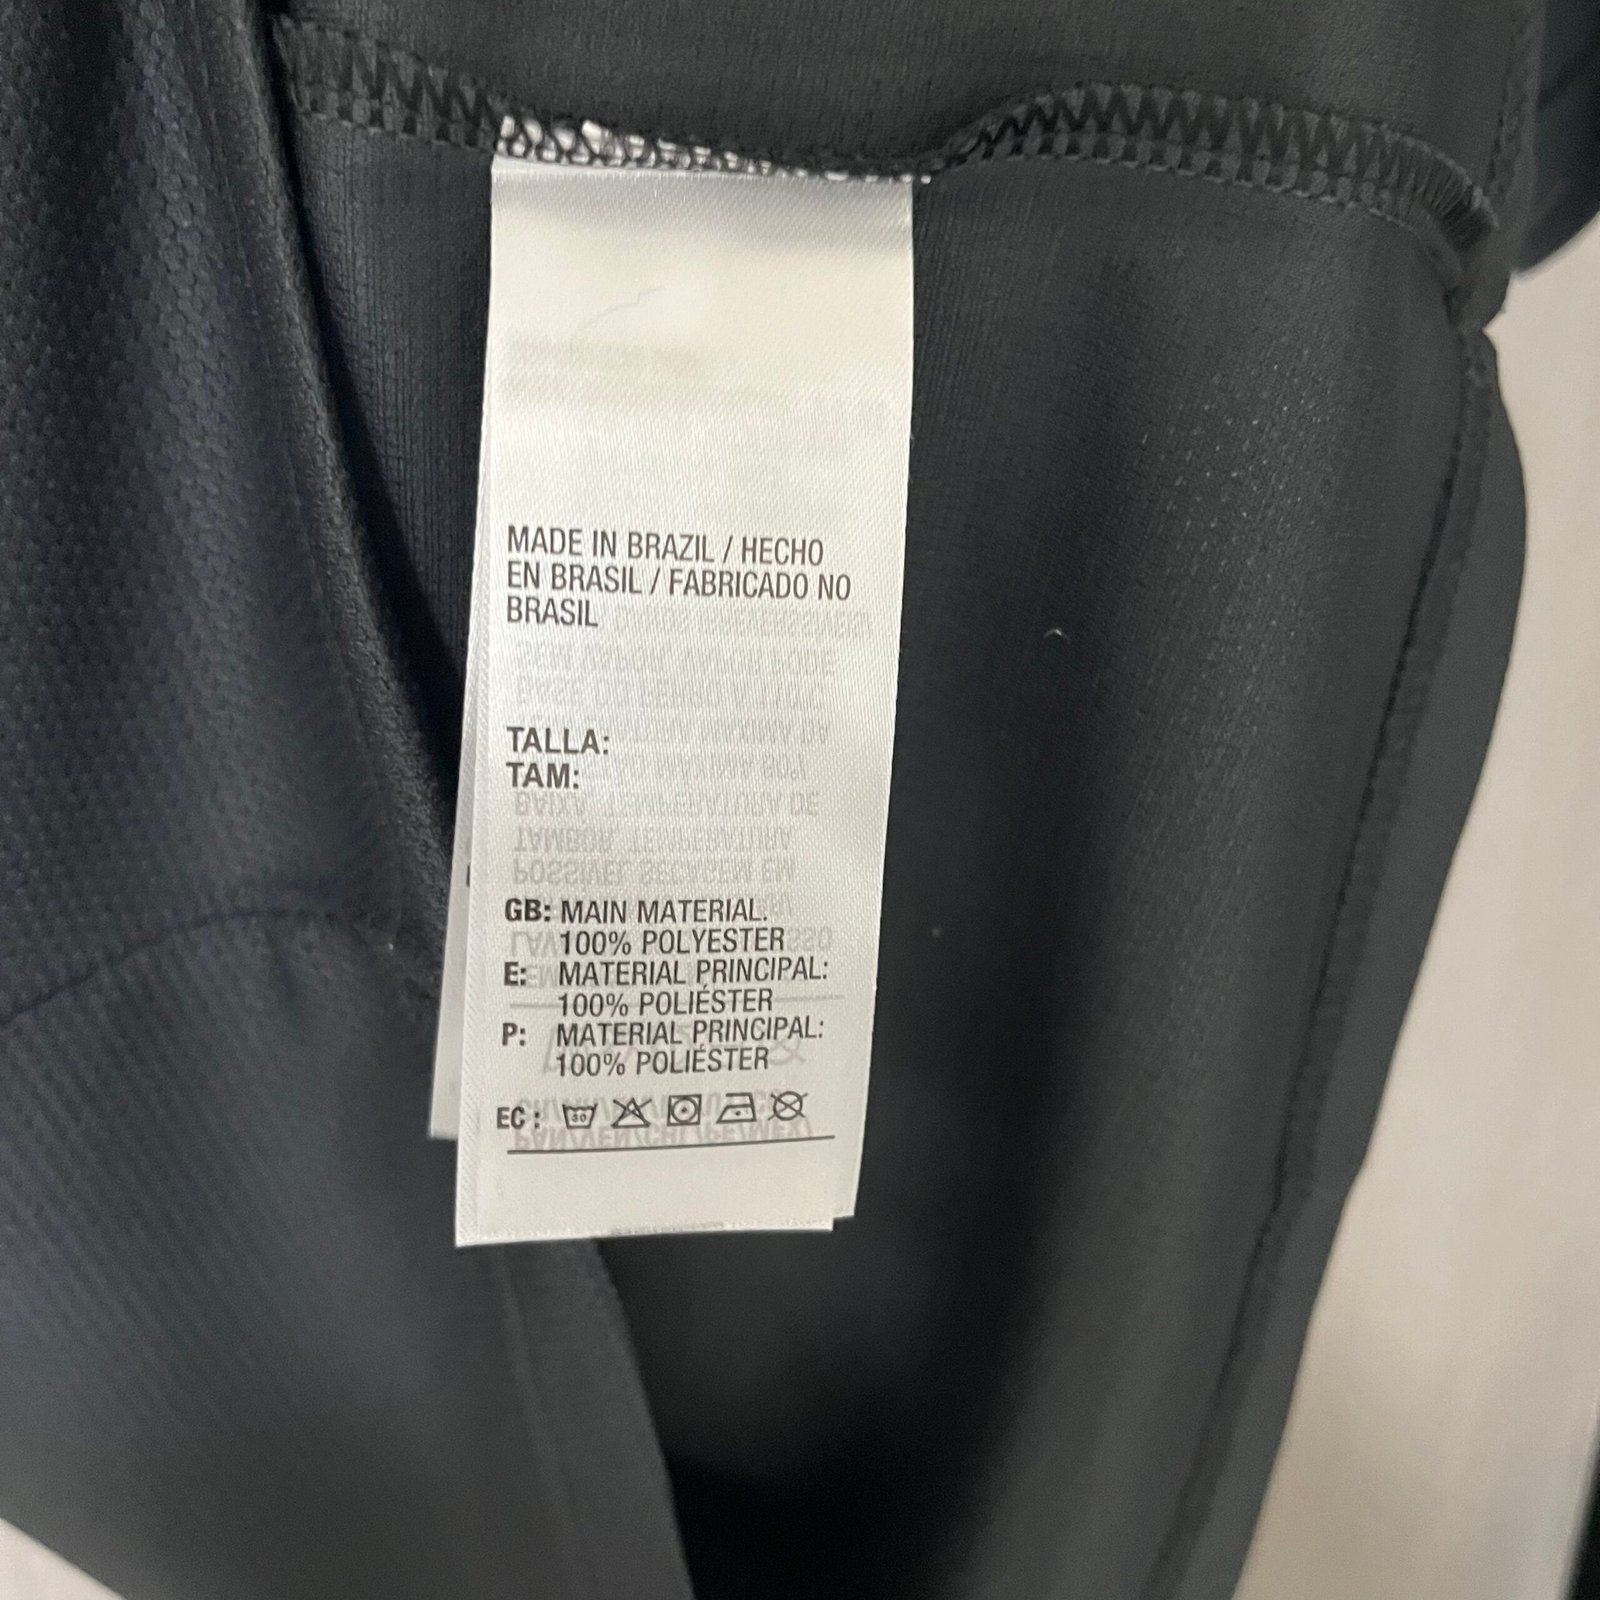 MADE IN BRAZIL / HECHO
EN BRASIL / FABRICADO NO
BRASIL
TALLA:
TAM:
GB: MAIN MATERIAL.
100% POLYESTER
E: MATERIAL PRINCIPAL:
100% POLIÉSTER
P: MATERIAL PRINCIPAL:
100% POLIÉSTER
EC: 30